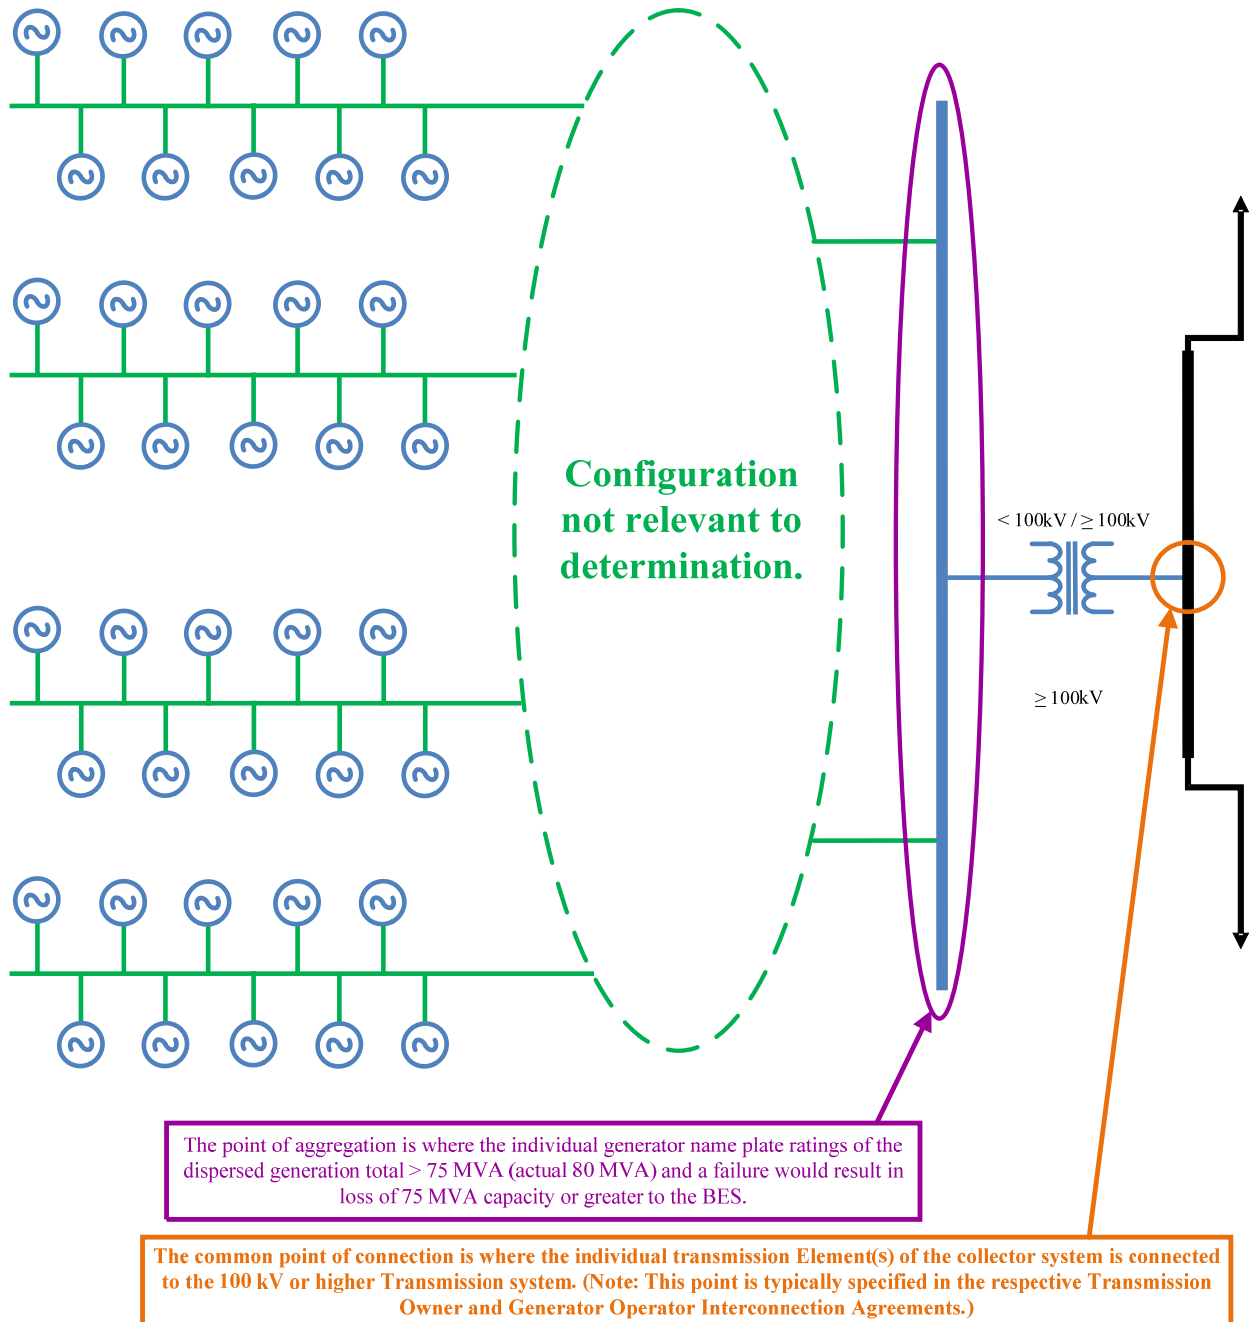 Configuration
not relevant to
determination.
< 100kV / ≥ 100kV
≥ 100kV
The point of aggregation is where the individual generator name plate ratings of the
dispersed generation total > 75 MVA (actual 80 MVA) and a failure would result in
loss of 75 MVA capacity or greater to the BES.
The common point of connection is where the individual transmission Element(s) of the collector system is connected
to the 100 kV or higher Transmission system. (Note: This point is typically specified in the respective Transmission
Owner and Generator Operator Interconnection Agreements.)